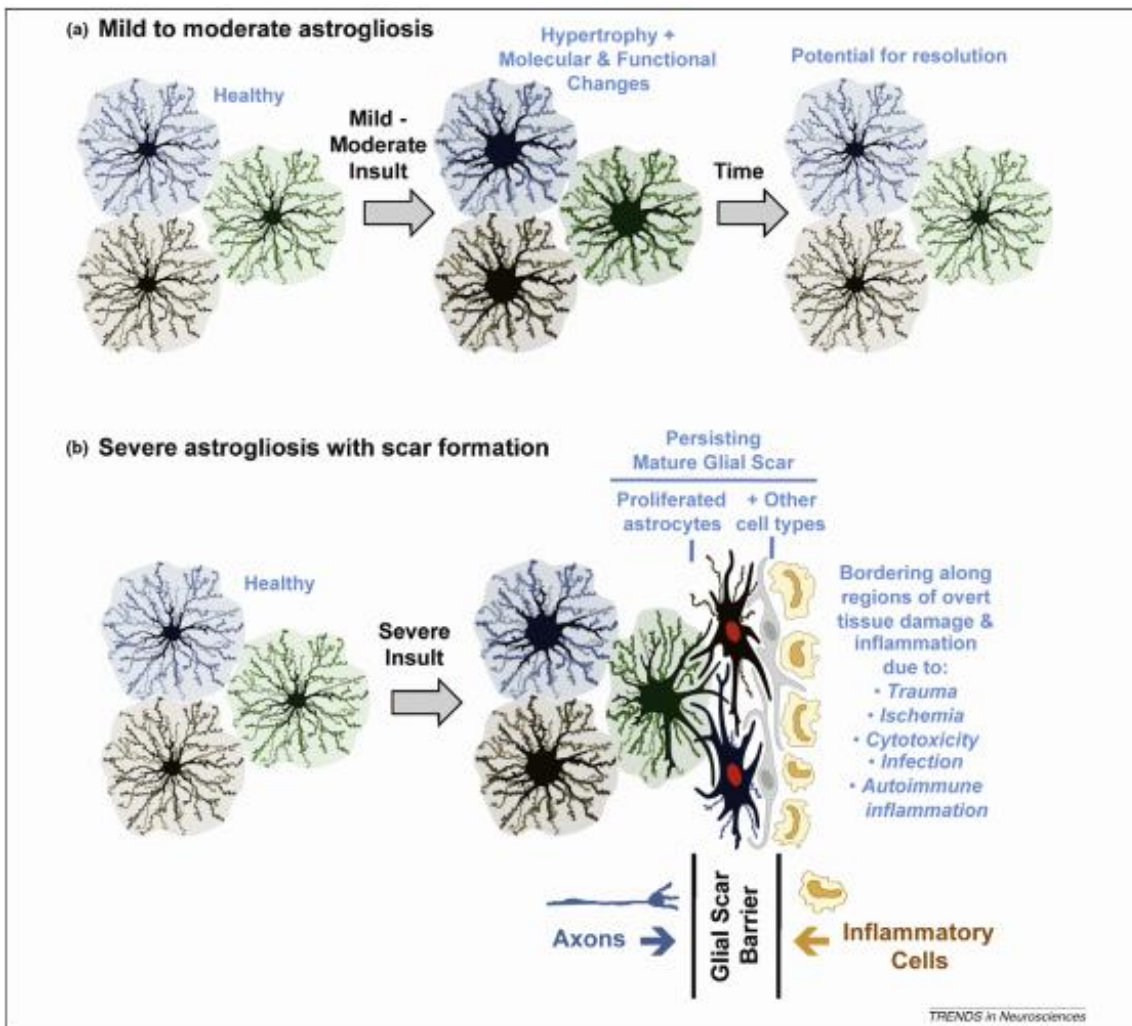 (a) Mild to moderate astrogliosis
Healthy
Mild -
Moderate
Insult
Hypertrophy +
Molecular & Functional
Changes
Time
Potential for resolution
(b) Severe astrogliosis with scar formation
Healthy
Severe
Insult
Persisting
Mature Glial Scar
Proliferated
astrocytes
+ Other
cell types
Bordering along
regions of overt
tissue damage &
inflammation
due to:
• Trauma
• Ischemia
• Cytotoxicity
• Infection
• Autoimmune
inflammation
Axons
Glial Scar
Barrier
Inflammatory
Cells
TRENDS in Neurosciences